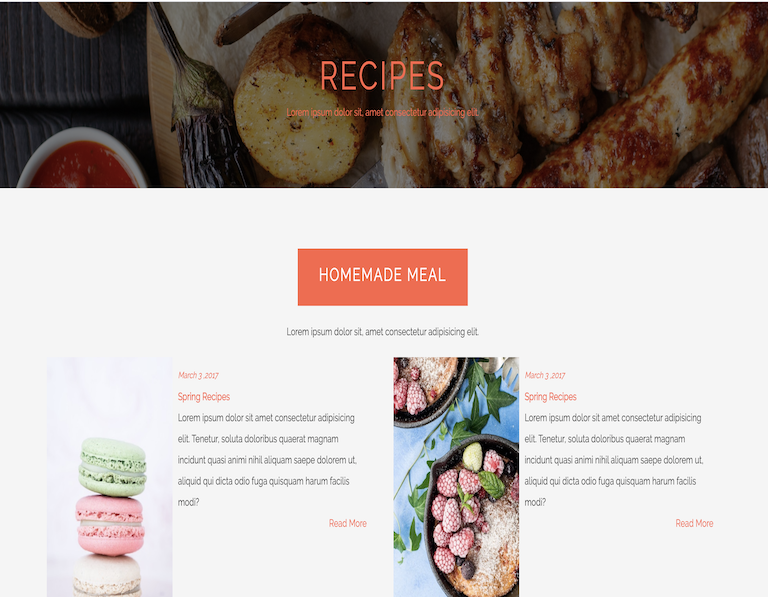 RECIPES
Lorem ipsum dolor sit, amet consectetur adipisicing elit.
HOMEMADE MEAL
Lorem ipsum dolor sit, amet consectetur adipisicing elit.
March 3 ,2017
Spring Recipes
Lorem ipsum dolor sit amet consectetur adipisicing
elit. Tenetur, soluta doloribus quaerat magnam
incidunt quasi animi nihil aliquam saepe dolorem ut,
aliquid qui dicta odio fuga quisquam harum facilis
modi?
Read More
March 3 ,2017
Spring Recipes
Lorem ipsum dolor sit amet consectetur adipisicing
elit. Tenetur, soluta doloribus quaerat magnam
incidunt quasi animi nihil aliquam saepe dolorem ut,
aliquid qui dicta odio fuga quisquam harum facilis
modi?
Read More